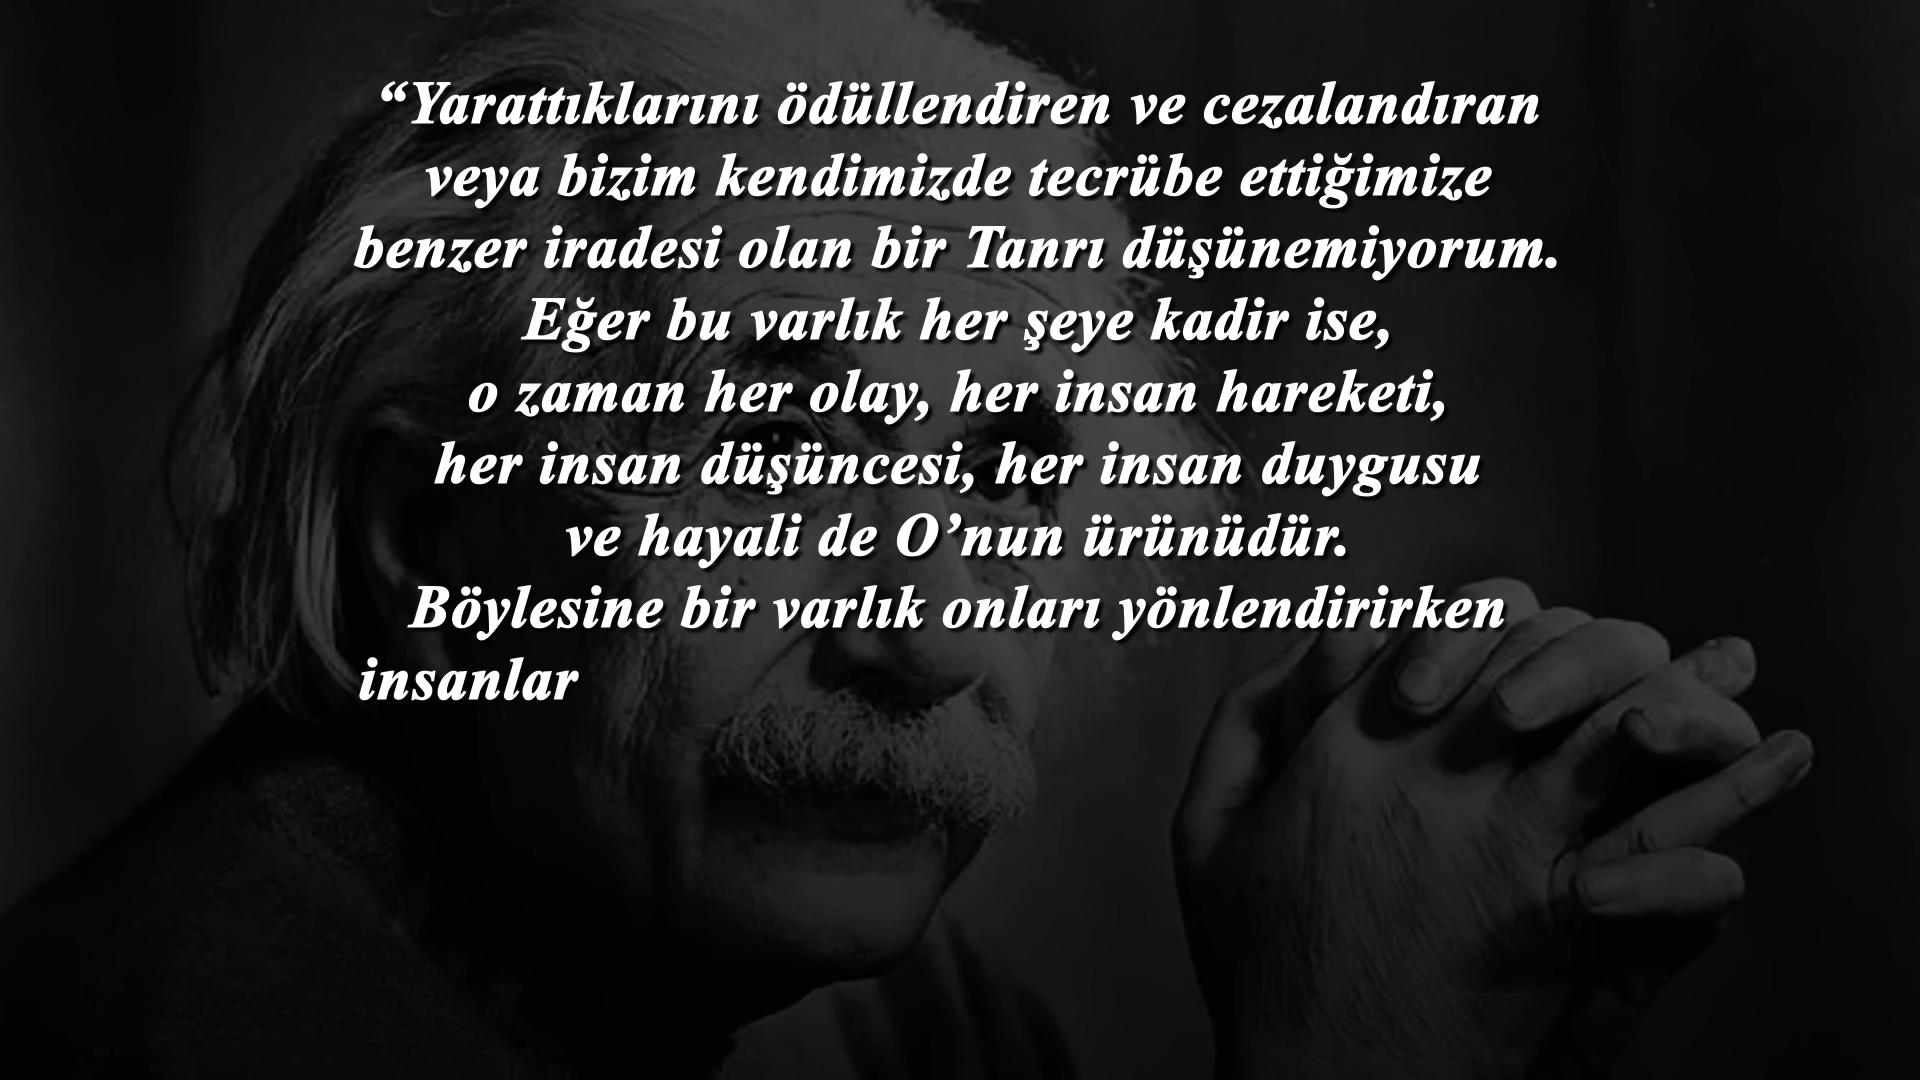 “Yarattıklarını ödüllendiren ve cezalandıran
veya bizim kendimizde tecrübe ettiğimize
benzer iradesi olan bir Tanrı düşünemiyorum.
Eğer bu varlık her şeye kadir ise,
o zaman her olay, her insan hareketi,
her insan düşüncesi, her insan duygusu
ve hayali de O’nun ürünüdür.
Böylesine bir varlık onları yönlendirirken
insanlar